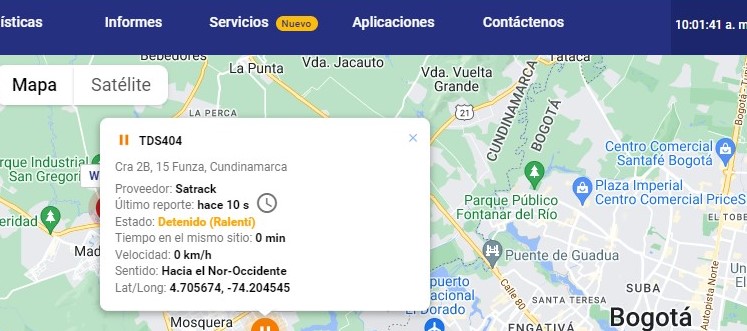 ísticas
Informes
Servicios Nuevo
Aplicaciones
Contáctenos
10:01:41 a. m
Mapa
Satélite
Bebederos
La Punta
Vda. Jacauto
Vda. Vuelta
Grande
Tataca
LA PERCA
21
CUNDINAMARCA
BOGOTÁ
arque Industrial
San Gregori
W
eridad
Mad
TDS404
×
Cra 2B, 15 Funza, Cundinamarca
Proveedor: Satrack
Último reporte: hace 10 s
Estado: Detenido (Ralentí)
Tiempo en el mismo sitio: 0 min
Velocidad: 0 km/h
Sentido: Hacia el Nor-Occidente
Lat/Long: 4.705674, -74.204545
Mosquera
Centro Comercial
Santafé Bogotá
Plaza Imperial
Centro Comercial
PriceS
Parque Público
Fontanar del Río
EL TOBE
Autopista Norte
Puente de Guadua
Calle 80
SUBA
SANTA TERESA
Bogotá
ENGATIVÁ
puerto
acional
El Dorado